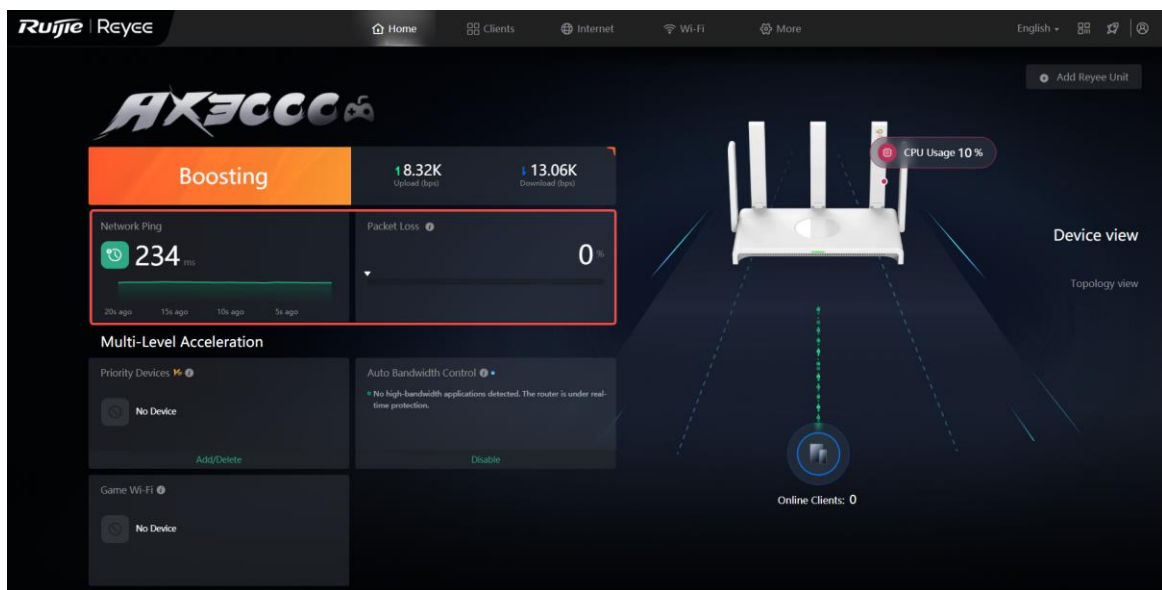 Ruijie | Reyee
Home
Clients
Internet
Wi-Fi
More
English
Add Reyee Unit
AX3000
Boosting
8.32K
Upload (bps)
13.06K
Download (bps)
CPU Usage 10 %
Network Ping
234 ms
20s ago 15s ago 10s ago 5s ago
Packet Loss
0 %
Device view
Topology view
Multi-Level Acceleration
Priority Devices
No Device
Add/Delete
Auto Bandwidth Control
No high-bandwidth applications detected. The router is under real-
time protection.
Disable
Game Wi-Fi
No Device
Online Clients: 0